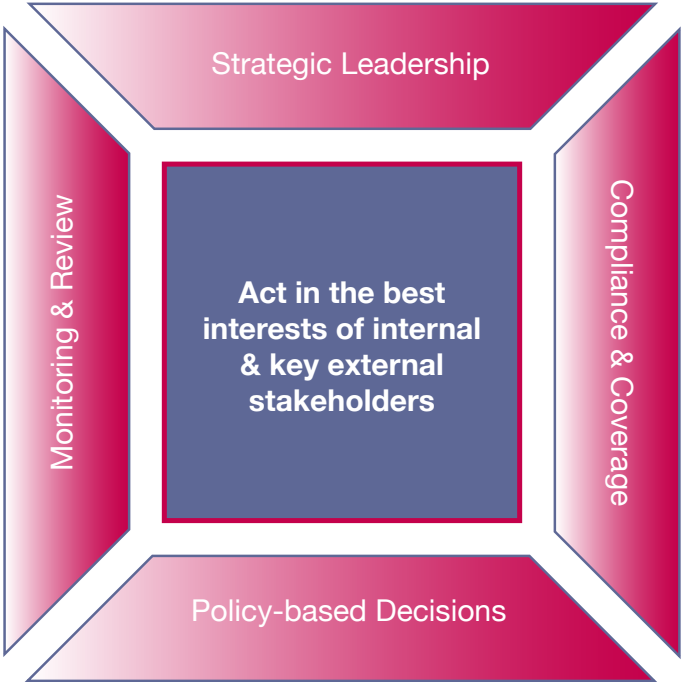 Strategic Leadership
Monitoring & Review
Act in the best
interests of internal
& key external
stakeholders
Compliance & Coverage
Policy-based Decisions